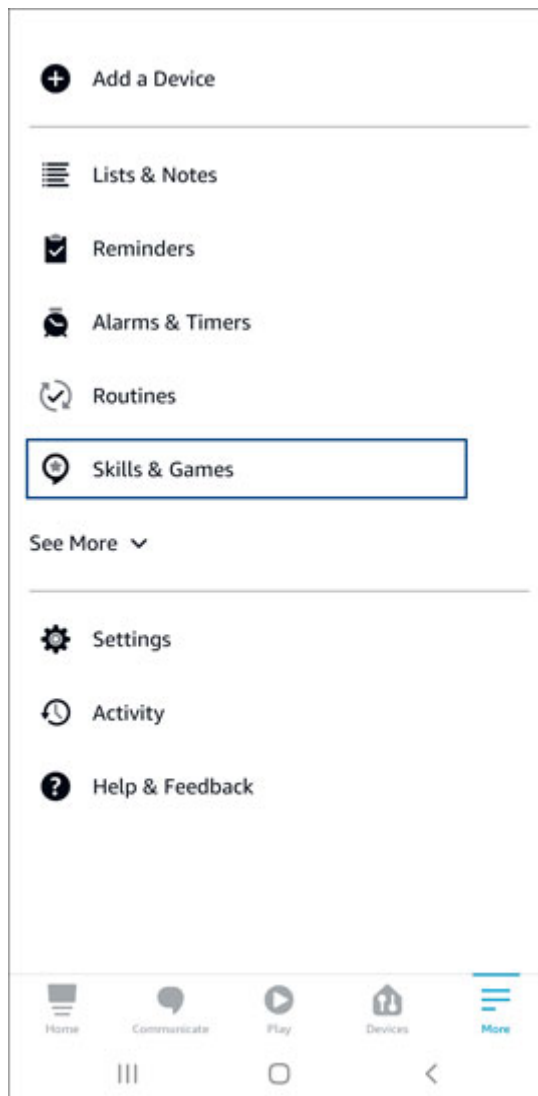 Add a Device
Lists & Notes
Reminders
Alarms & Timers
Routines
Skills & Games
See More
Settings
Activity
Help & Feedback
Home Communicate Play Devices More